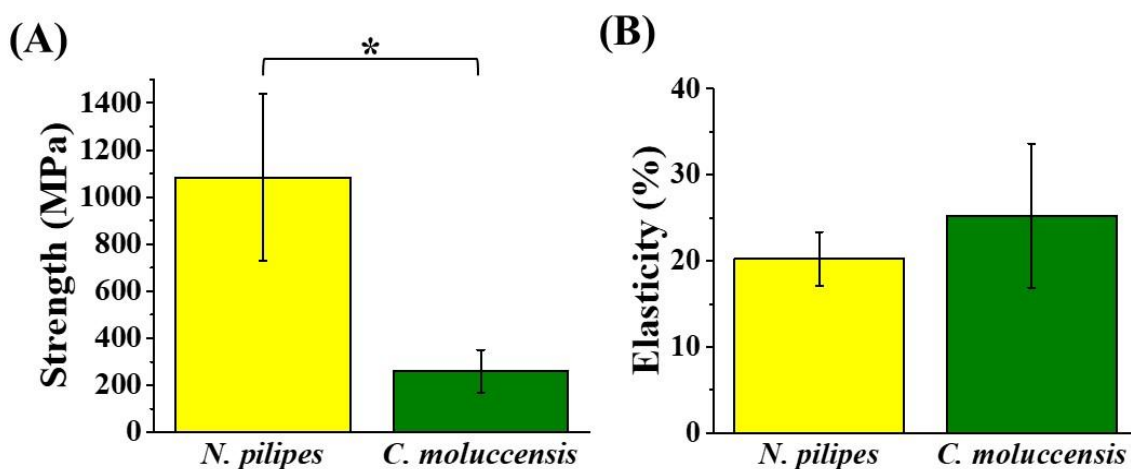 (A)
*
Strength (MPa)
1400
1200
1000
800
600
400
200
0
N. pilipes
C. moluccensis
(B)
Elasticity (%)
40
30
20
10
0
N. pilipes
C. moluccensis